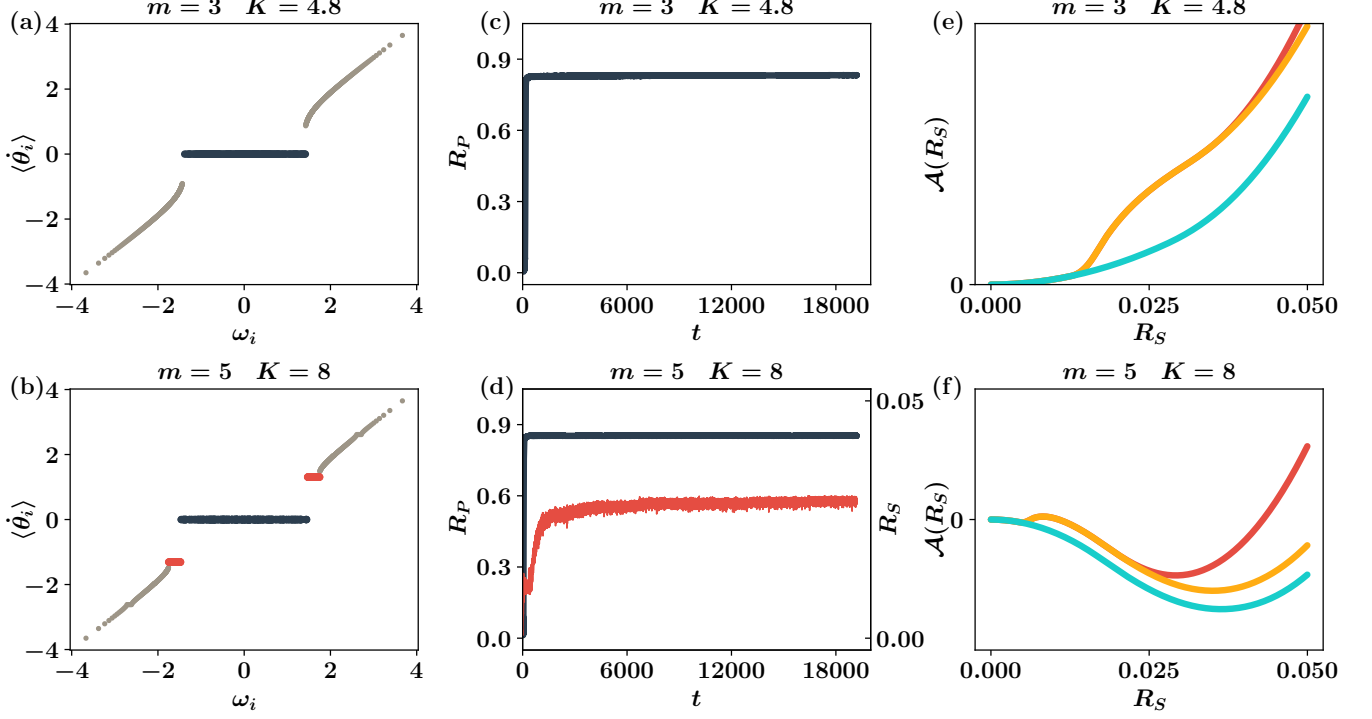 m = 3 K = 4.8
(a)
4
2
0
−2
−4
⟨θ̇ᵢ⟩
−4 −2 0 2 4
ωᵢ
m = 3 K = 4.8
(c)
0.9
0.6
0.3
0.0
R_P
0 6000 12000 18000
t
m = 3 K = 4.8
(e)
𝒜(R_S)
0
0.000 0.025 0.050
R_S
m = 5 K = 8
(b)
4
2
0
−2
−4
⟨θ̇ᵢ⟩
−4 −2 0 2 4
ωᵢ
m = 5 K = 8
(d)
0.9
0.6
0.3
0.0
R_P
0.05
0.00
R_S
0 6000 12000 18000
t
m = 5 K = 8
(f)
𝒜(R_S)
0
0.000 0.025 0.050
R_S